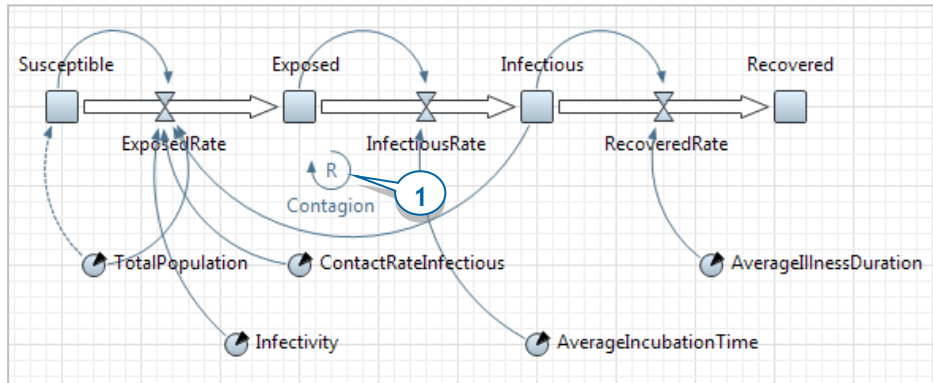 Susceptible Exposed Infectious Recovered
ExposedRate InfectiousRate RecoveredRate
R
1
Contagion
TotalPopulation ContactRateInfectious AverageIllnessDuration
Infectivity AverageIncubationTime